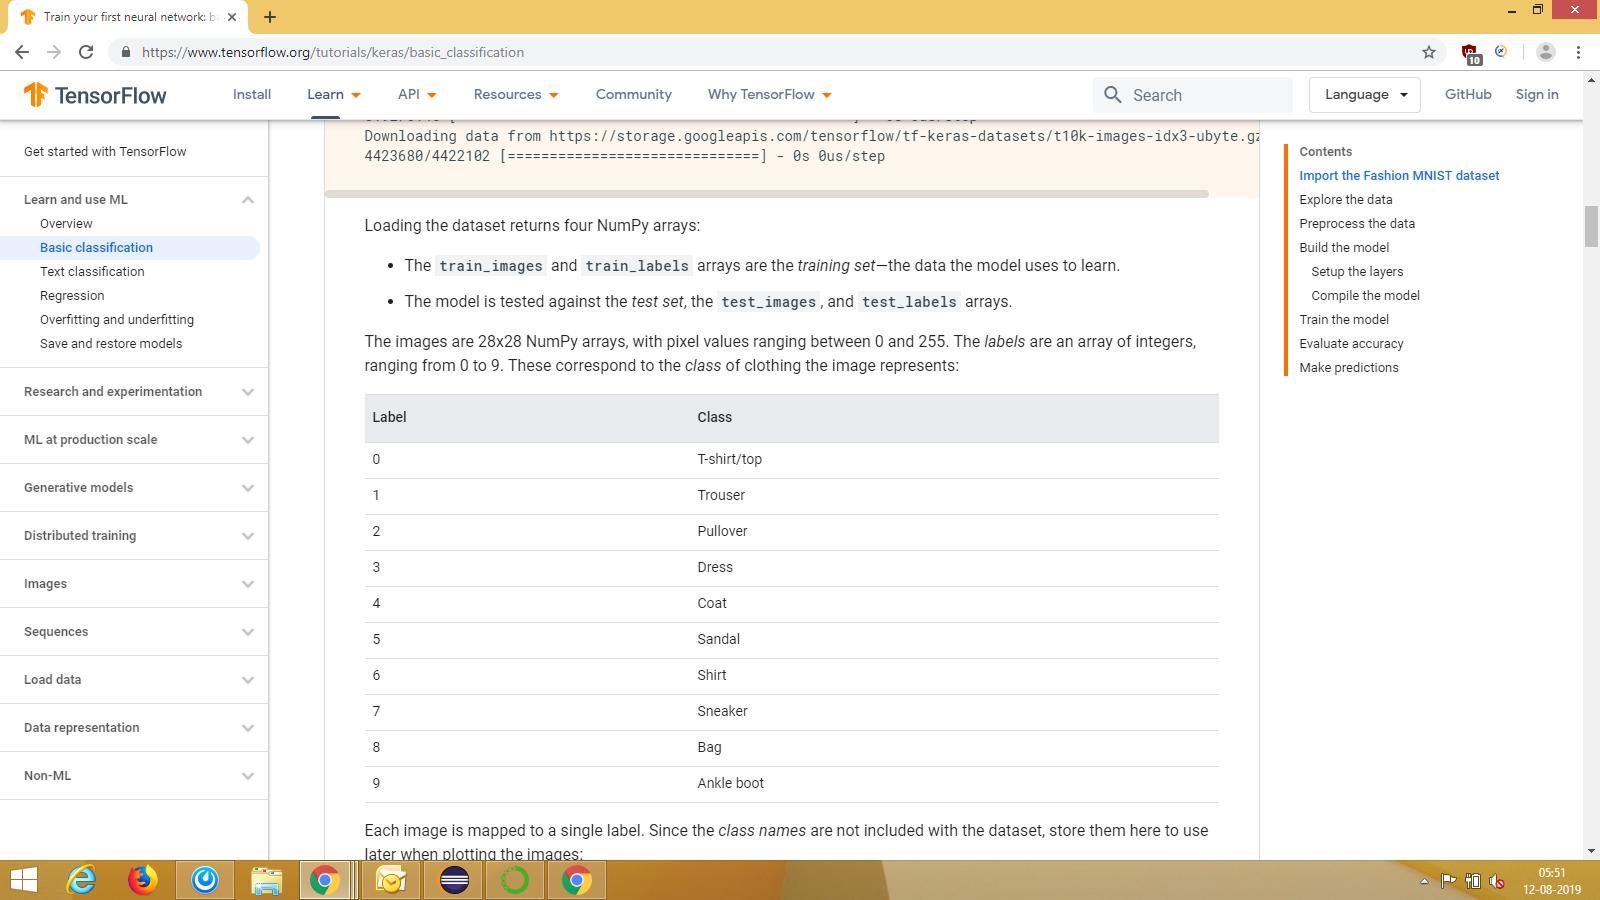 Train your first neural network: b
https://www.tensorflow.org/tutorials/keras/basic_classification
10
TensorFlow
Install
Learn
API
Resources
Community
Why TensorFlow
Search
Language
GitHub
Sign in
Get started with TensorFlow
Learn and use ML
Overview
Basic classification
Text classification
Regression
Overfitting and underfitting
Save and restore models
Research and experimentation
ML at production scale
Generative models
Distributed training
Images
Sequences
Load data
Data representation
Non-ML
Downloading data from https://storage.googleapis.com/tensorflow/tf-keras-datasets/t10k-images-idx3-ubyte.gz
4423680/4422102 [==============================] - 0s 0us/step
Loading the dataset returns four NumPy arrays:
• The train_images and train_labels arrays are the training set—the data the model uses to learn.
• The model is tested against the test set, the test_images, and test_labels arrays.
The images are 28x28 NumPy arrays, with pixel values ranging between 0 and 255. The labels are an array of integers,
ranging from 0 to 9. These correspond to the class of clothing the image represents:
Label Class
0 T-shirt/top
1 Trouser
2 Pullover
3 Dress
4 Coat
5 Sandal
6 Shirt
7 Sneaker
8 Bag
9 Ankle boot
Each image is mapped to a single label. Since the class names are not included with the dataset, store them here to use
later when plotting the images:
Contents
Import the Fashion MNIST dataset
Explore the data
Preprocess the data
Build the model
Setup the layers
Compile the model
Train the model
Evaluate accuracy
Make predictions
05:51
12-08-2019